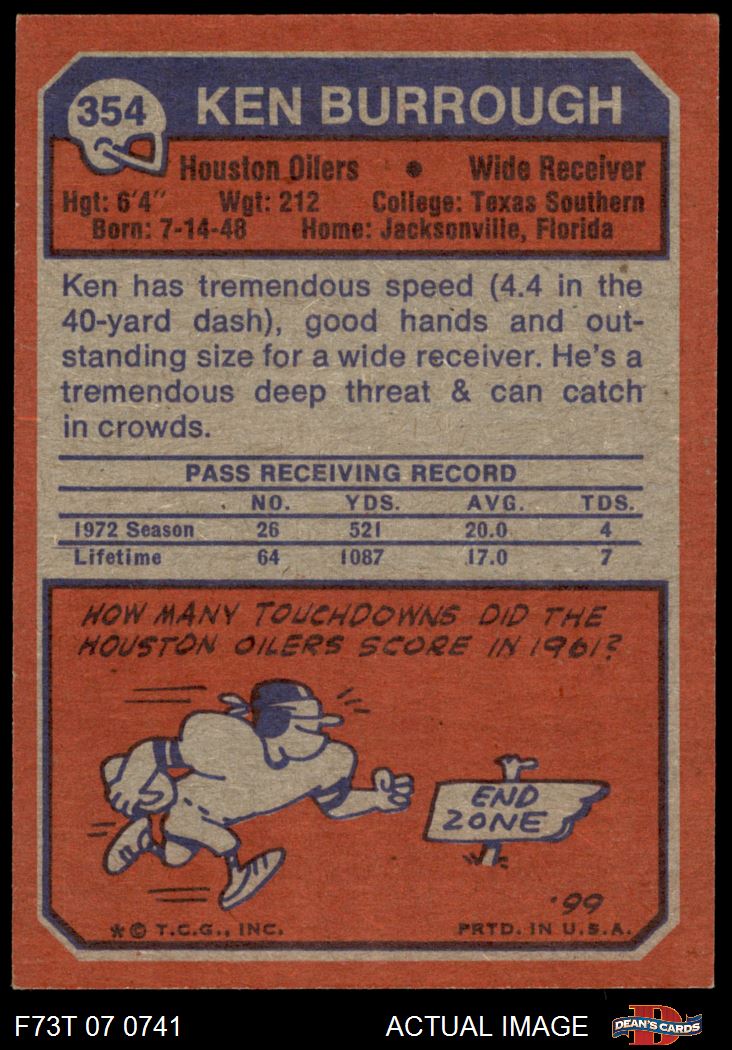 354
KEN BURROUGH
Houston Oilers • Wide Receiver
Hgt: 6'4" Wgt: 212 College: Texas Southern
Born: 7-14-48 Home: Jacksonville, Florida
Ken has tremendous speed (4.4 in the
40-yard dash), good hands and out-
standing size for a wide receiver. He's a
tremendous deep threat & can catch
in crowds.
PASS RECEIVING RECORD
NO. YDS. AVG. TDS.
1972 Season 26 521 20.0 4
Lifetime 64 1087 17.0 7
HOW MANY TOUCHDOWNS DID THE
HOUSTON OILERS SCORE IN 1961?
END
ZONE
'99
*© T.C.G., INC. PRTD. IN U.S.A.
F73T 07 0741 ACTUAL IMAGE D DEAN'S CARDS